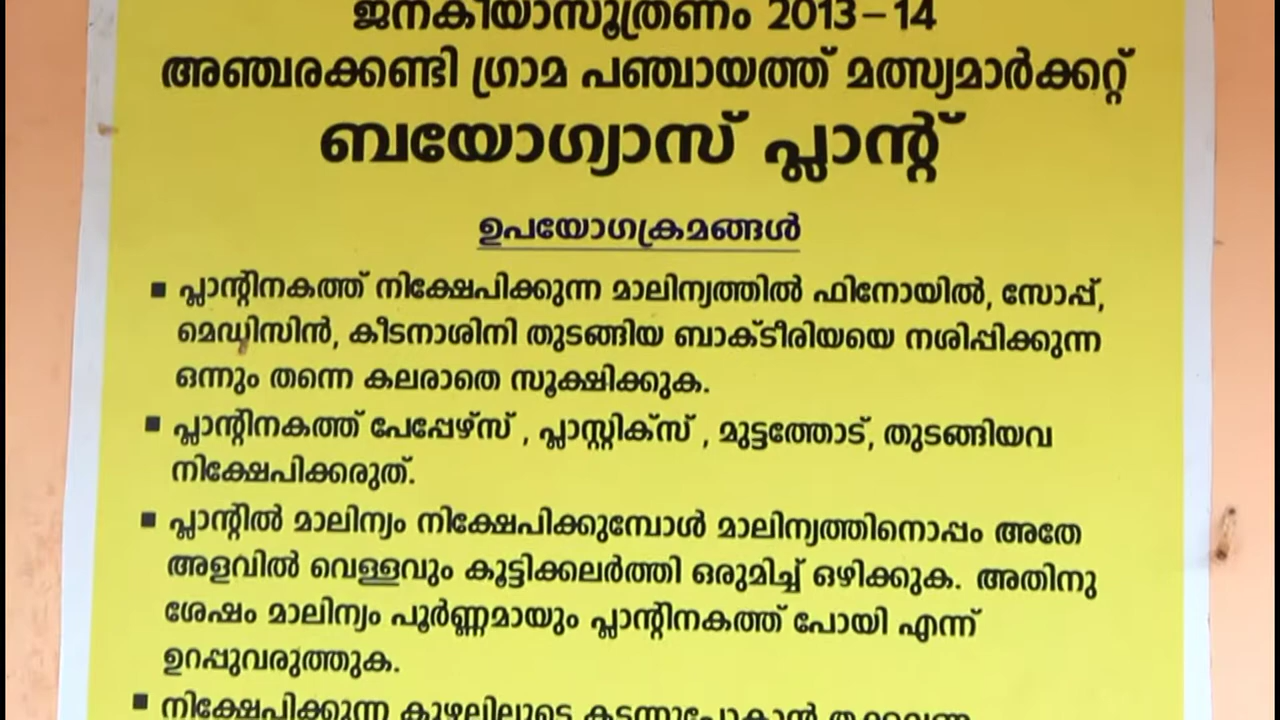 ജനകീയാസൂത്രണം 2013-14
അഞ്ചരക്കണ്ടി ഗ്രാമ പഞ്ചായത്ത് മത്സ്യമാർക്കറ്റ്
ബയോഗ്യാസ് പ്ലാന്റ്
ഉപയോഗക്രമങ്ങൾ
▪ പ്ലാന്റിനകത്ത് നിക്ഷേപിക്കുന്ന മാലിന്യത്തിൽ ഫിനോയിൽ, സോപ്പ്,
മെഡിസിൻ, കീടനാശിനി തുടങ്ങിയ ബാക്ടീരിയയെ നശിപ്പിക്കുന്ന
ഒന്നും തന്നെ കലരാതെ സൂക്ഷിക്കുക.
▪ പ്ലാന്റിനകത്ത് പേപ്പേഴ്സ് , പ്ലാസ്റ്റിക്സ് , മുട്ടത്തോട്, തുടങ്ങിയവ
നിക്ഷേപിക്കരുത്.
▪ പ്ലാന്റിൽ മാലിന്യം നിക്ഷേപിക്കുമ്പോൾ മാലിന്യത്തിനൊപ്പം അതേ
അളവിൽ വെള്ളവും കൂട്ടിക്കലർത്തി ഒരുമിച്ച് ഒഴിക്കുക. അതിനു
ശേഷം മാലിന്യം പൂർണ്ണമായും പ്ലാന്റിനകത്ത് പോയി എന്ന്
ഉറപ്പുവരുത്തുക.
▪ നിക്ഷേപിക്കുന്ന കുഴലിലൂടെ കടന്നുപോകാൻ